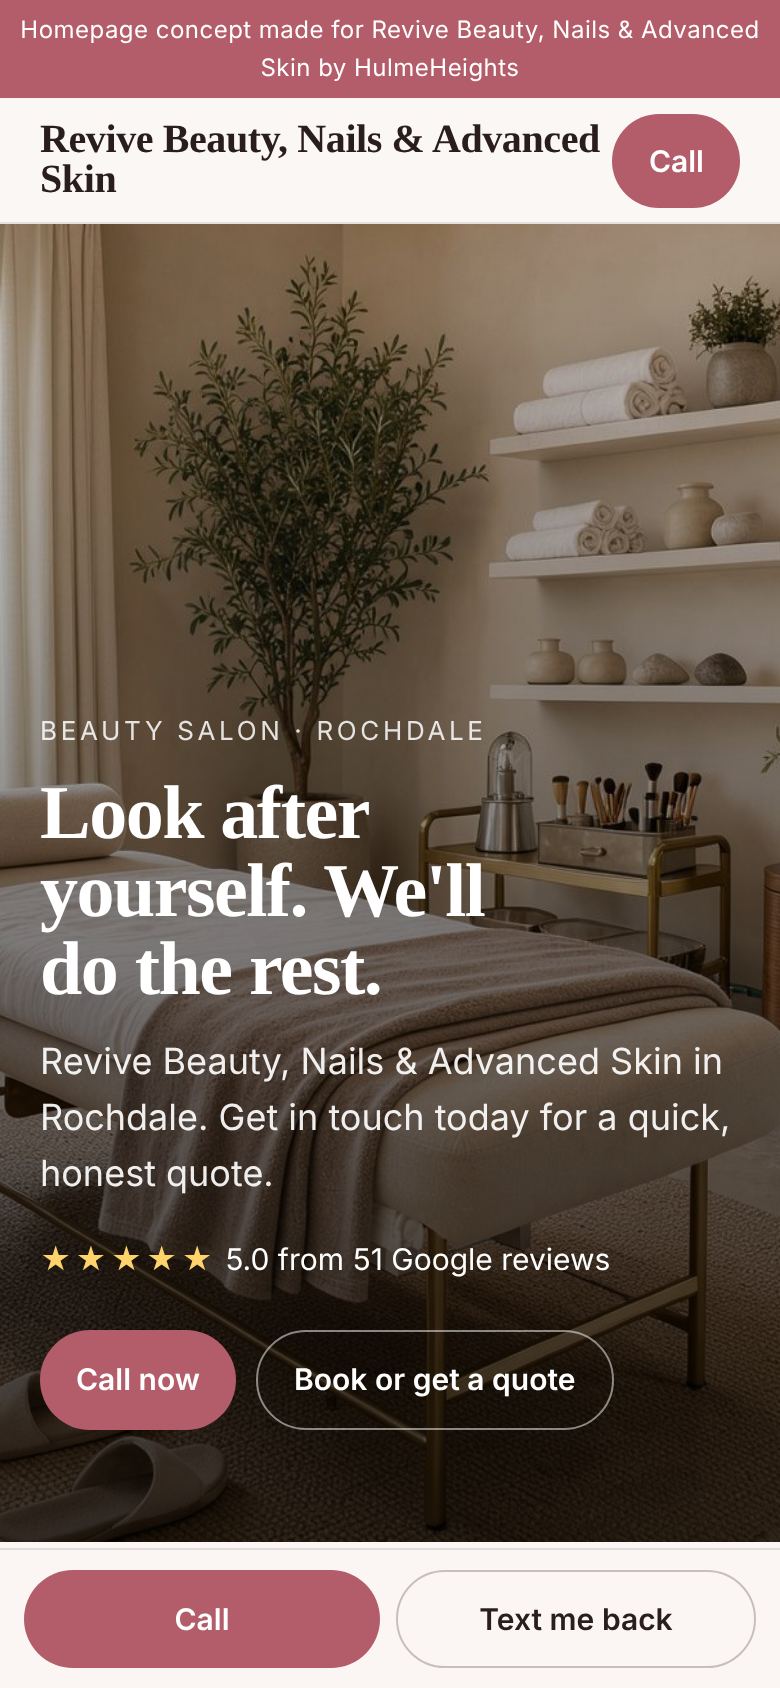 Homepage concept made for Revive Beauty, Nails & Advanced
Skin by HulmeHeights
Revive Beauty, Nails & Advanced
Skin
Call
BEAUTY SALON · ROCHDALE
Look after
yourself. We'll
do the rest.
Revive Beauty, Nails & Advanced Skin in
Rochdale. Get in touch today for a quick,
honest quote.
★★★★★ 5.0 from 51 Google reviews
Call now
Book or get a quote
Call
Text me back